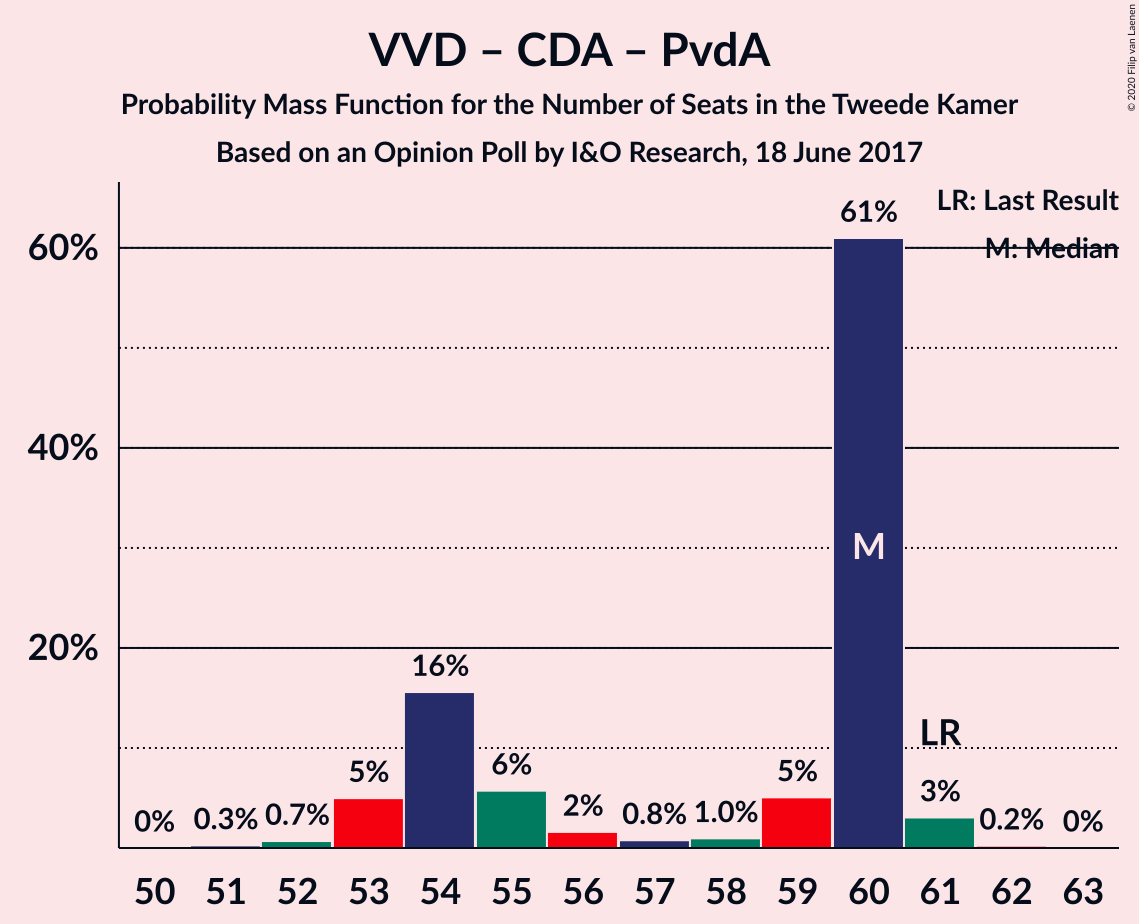 VVD – CDA – PvdA
Probability Mass Function for the Number of Seats in the Tweede Kamer
Based on an Opinion Poll by I&O Research, 18 June 2017
© 2020 Filip van Laenen
LR: Last Result
M: Median
60%
40%
20%
0% 0.3% 0.7% 5% 16% 6% 2% 0.8% 1.0% 5% 61% 3% 0.2% 0%
M
LR
50 51 52 53 54 55 56 57 58 59 60 61 62 63